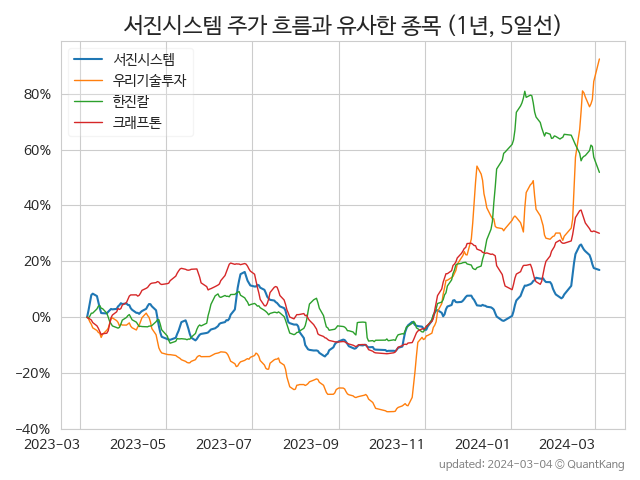 서진시스템 주가 흐름과 유사한 종목 (1년, 5일선)
서진시스템
우리기술투자
한진칼
크래프톤
80%
60%
40%
20%
0%
−20%
−40%
2023-03 2023-05 2023-07 2023-09 2023-11 2024-01 2024-03
updated: 2024-03-04 © QuantKang